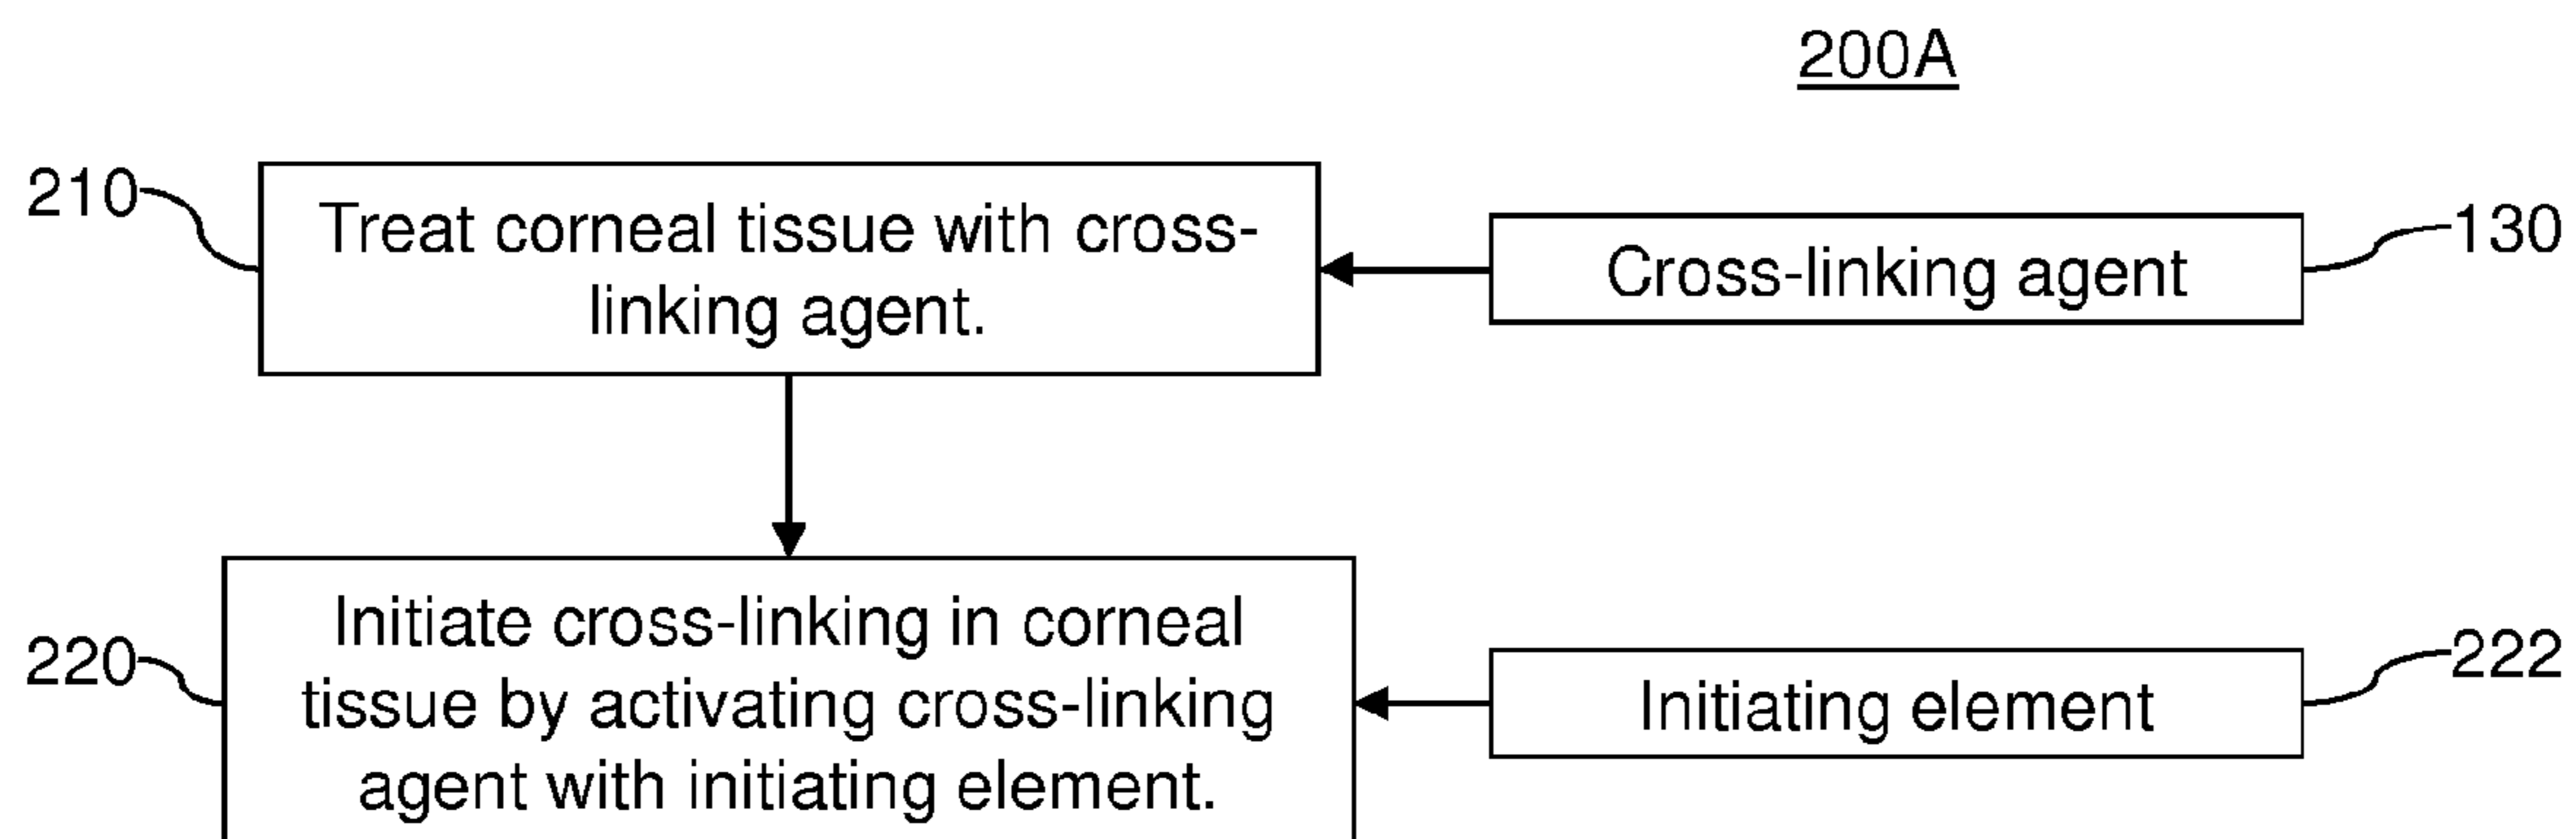 200A
210
Treat corneal tissue with cross-
linking agent.
Cross-linking agent
130
220
Initiate cross-linking in corneal
tissue by activating cross-linking
agent with initiating element.
Initiating element
222